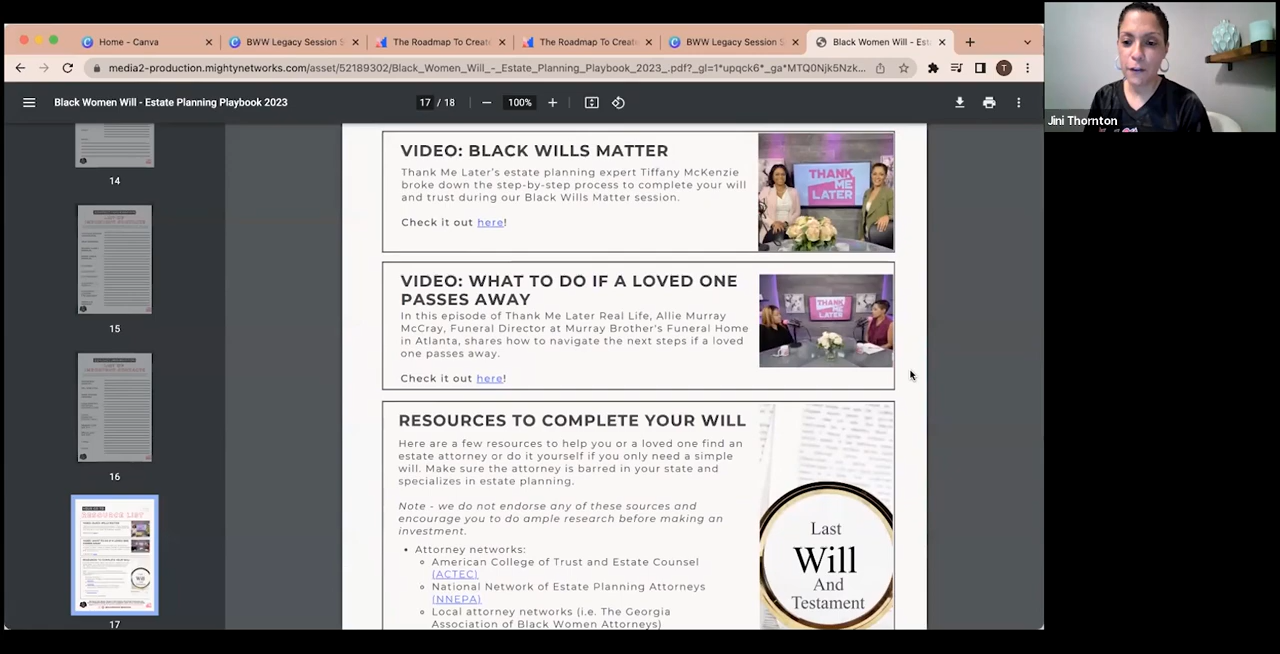 Home - Canva
BWW Legacy Session S
The Roadmap To Creat
The Roadmap To Creati
BWW Legacy Session S
Black Women Will - Esta
media2-production.mightynetworks.com/asset/52189302/Black_Women_Will_-_Estate_Planning_Playbook_2023_.pdf?_gl=1*upqck6*_ga*MTQ0Njk5Nzk...
T
Jini Thornton
Black Women Will - Estate Planning Playbook 2023
17 / 18
100%
14
15
16
17
VIDEO: BLACK WILLS MATTER
Thank Me Later's estate planning expert Tiffany McKenzie
broke down the step-by-step process to complete your will
and trust during our Black Wills Matter session.
Check it out here!
THANK
ME
LATER
VIDEO: WHAT TO DO IF A LOVED ONE
PASSES AWAY
In this episode of Thank Me Later Real Life, Allie Murray
McCray, Funeral Director at Murray Brother's Funeral Home
in Atlanta, shares how to navigate the next steps if a loved
one passes away.
Check it out here!
THANK
ME
LATER
RESOURCES TO COMPLETE YOUR WILL
Here are a few resources to help you or a loved one find an
estate attorney or do it yourself if you only need a simple
will. Make sure the attorney is barred in your state and
specializes in estate planning.
Note - we do not endorse any of these sources and
encourage you to do ample research before making an
investment.
• Attorney networks:
American College of Trust and Estate Counsel
(ACTEC)
National Network of Estate Planning Attorneys
(NNEPA)
Local attorney networks (i.e. The Georgia
Association of Black Women Attorneys)
Last
Will
And
Testament
RESOURCE LIST